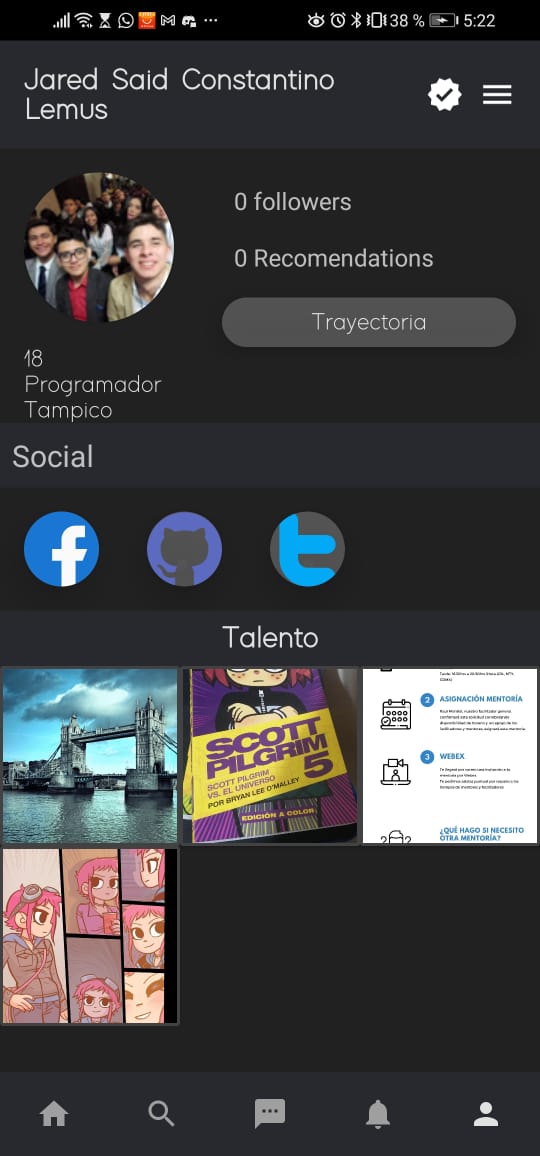 38 % 5:22
Jared Said Constantino
Lemus
0 followers
0 Recomendations
Trayectoria
18
Programador
Tampico
Social
Talento
SCOTT
PILGRIM
5
SCOTT PILGRIM
VS. EL UNIVERSO
POR BRYAN LEE O'MALLEY
EDICIÓN A COLOR
2 ASIGNACIÓN MENTORÍA
3 WEBEX
¿QUÉ HAGO SI NECESITO
OTRA MENTORÍA?